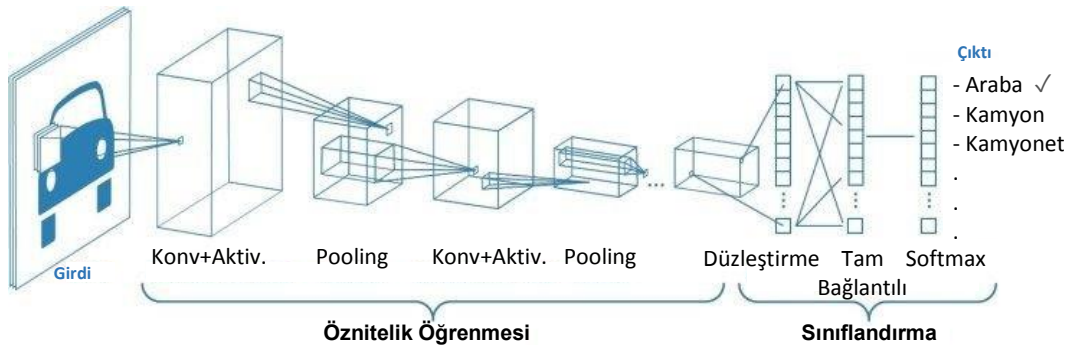 Çıktı
- Araba ✓
- Kamyon
- Kamyonet
.
.
.
...
Girdi
Konv+Aktiv.
Pooling
Konv+Aktiv.
Pooling
Düzleştirme
Tam
Bağlantılı
Softmax
Öznitelik Öğrenmesi
Sınıflandırma